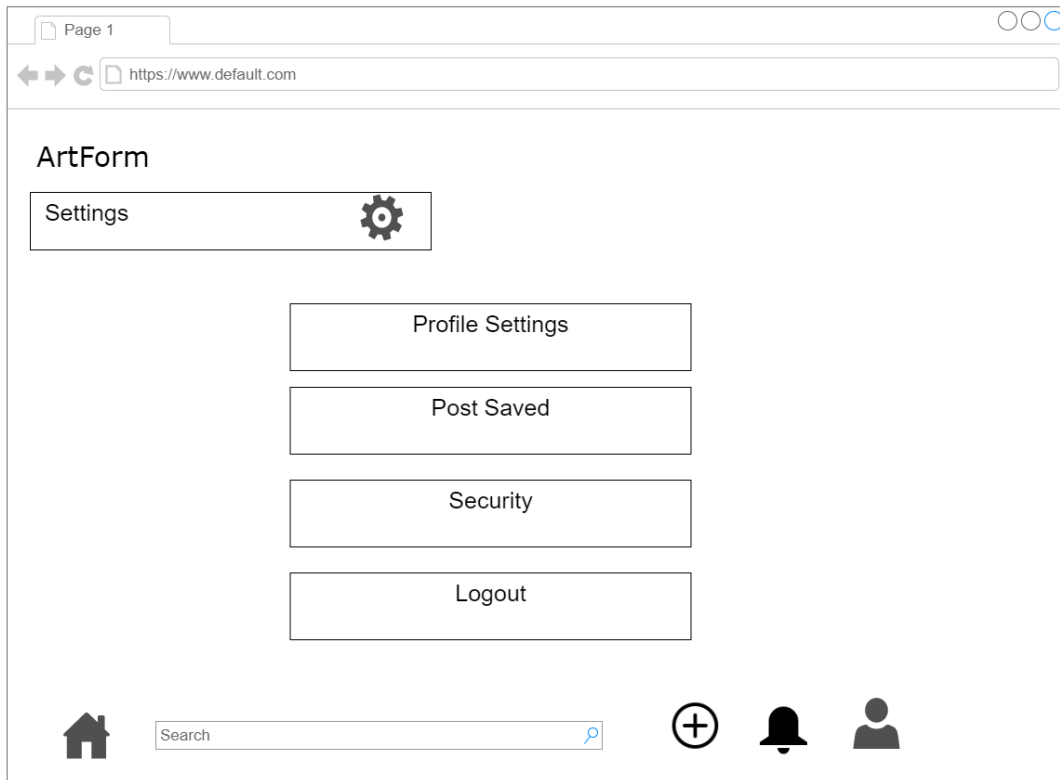 Page 1
https://www.default.com
ArtForm
Settings
Profile Settings
Post Saved
Security
Logout
Search